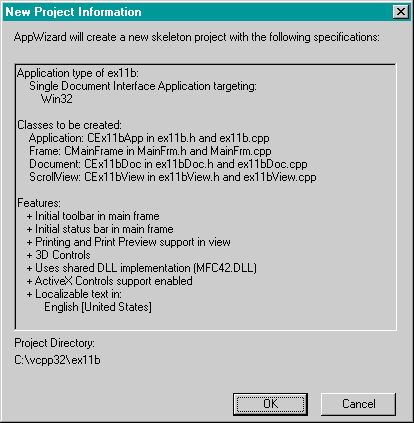 New Project Information
AppWizard will create a new skeleton project with the following specifications:
Application type of ex11b:
Single Document Interface Application targeting:
Win32
Classes to be created:
Application: CEx11bApp in ex11b.h and ex11b.cpp
Frame: CMainFrame in MainFrm.h and MainFrm.cpp
Document: CEx11bDoc in ex11bDoc.h and ex11bDoc.cpp
ScrollView: CEx11bView in ex11bView.h and ex11bView.cpp
Features:
+ Initial toolbar in main frame
+ Initial status bar in main frame
+ Printing and Print Preview support in view
+ 3D Controls
+ Uses shared DLL implementation (MFC42.DLL)
+ ActiveX Controls support enabled
+ Localizable text in:
English [United States]
Project Directory:
C:\vcpp32\ex11b
OK Cancel